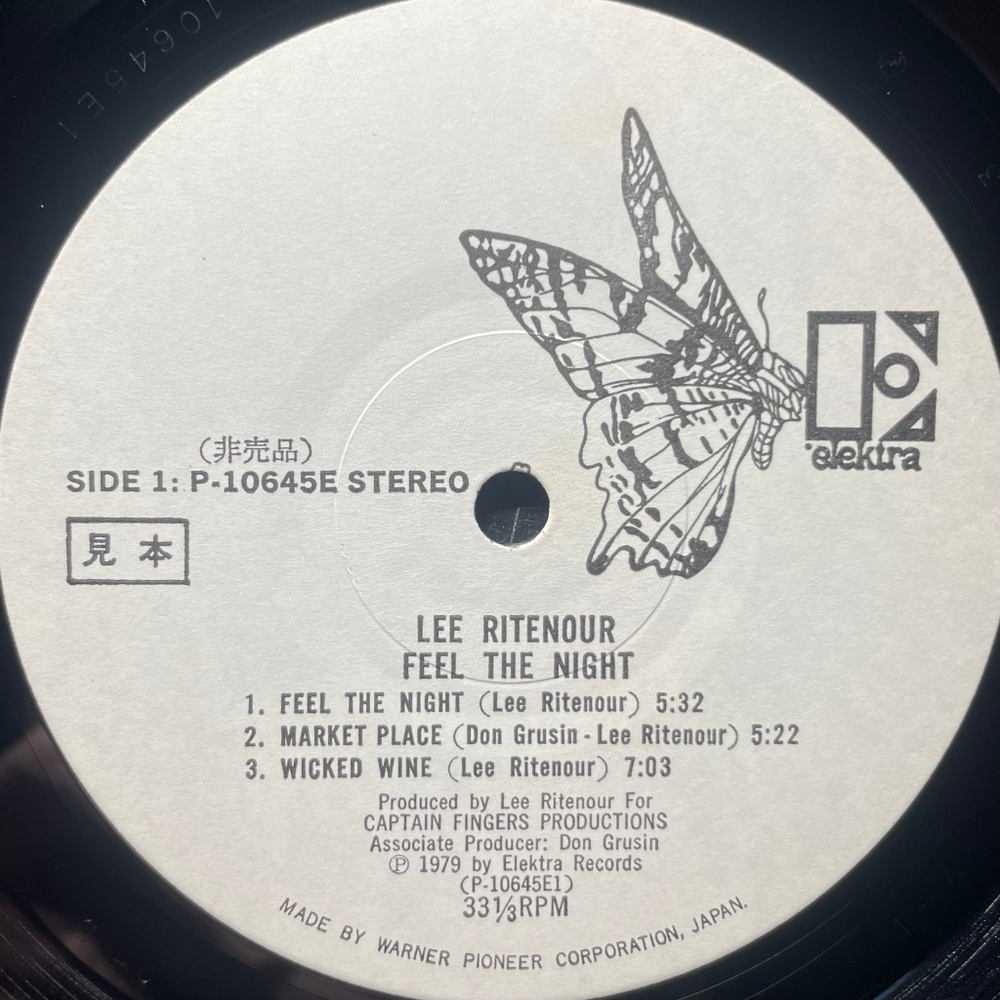 10645E1
elektra
(非売品)
SIDE 1: P-10645E STEREO
見本
LEE RITENOUR
FEEL THE NIGHT
1. FEEL THE NIGHT (Lee Ritenour) 5:32
2. MARKET PLACE (Don Grusin - Lee Ritenour) 5:22
3. WICKED WINE (Lee Ritenour) 7:03
Produced by Lee Ritenour For
CAPTAIN FINGERS PRODUCTIONS
Associate Producer: Don Grusin
Ⓟ 1979 by Elektra Records
(P-10645E1)
33⅓RPM
MADE BY WARNER PIONEER CORPORATION, JAPAN.